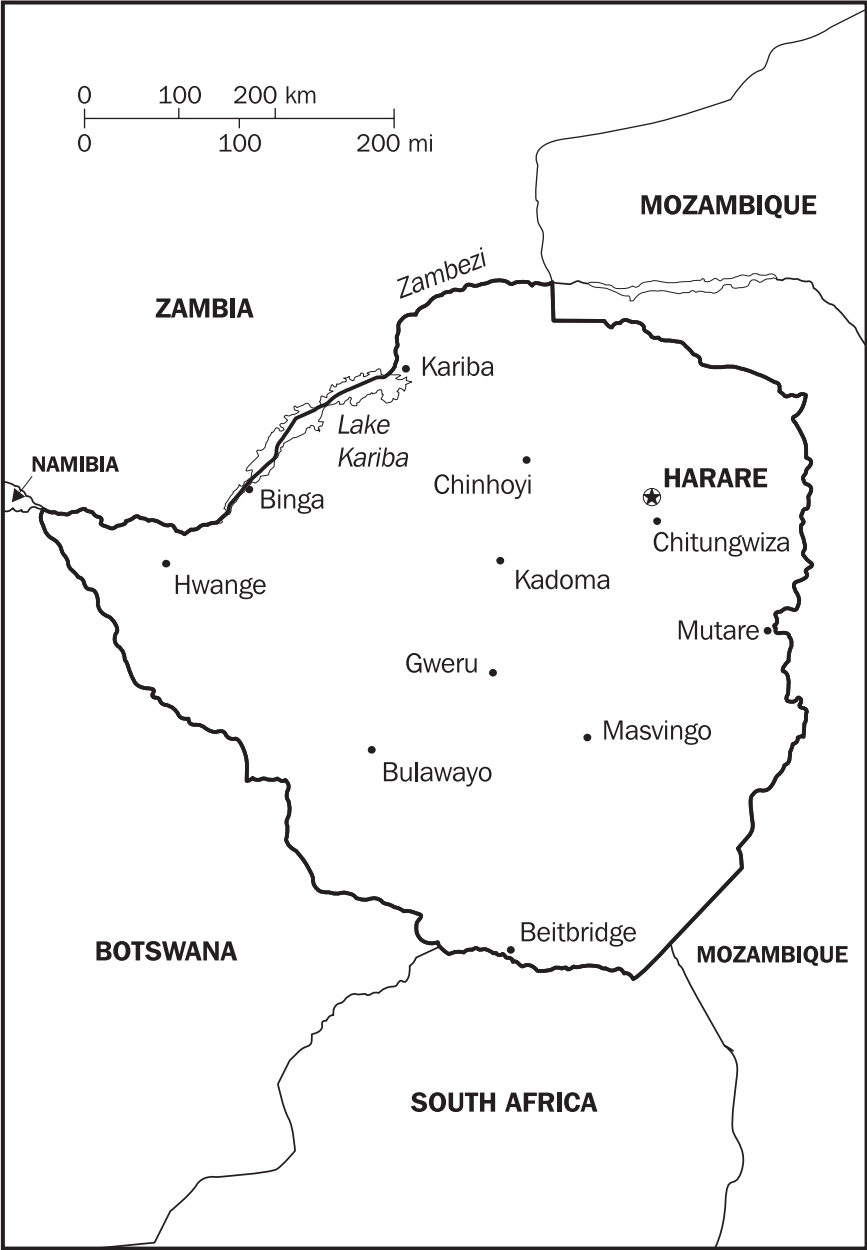 0 100 200 km
0 100 200 mi
MOZAMBIQUE
Zambezi
ZAMBIA
Kariba
Lake
Kariba
NAMIBIA
Binga
Chinhoyi
HARARE
Chitungwiza
Hwange
Kadoma
Mutare
Gweru
Masvingo
Bulawayo
Beitbridge
BOTSWANA
MOZAMBIQUE
SOUTH AFRICA